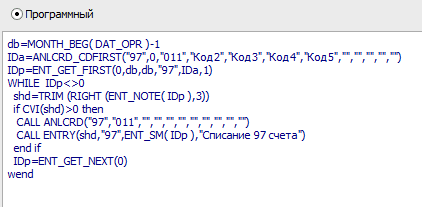 Программный
db=MONTH_BEG( DAT_OPR )-1
IDa=ANLCRD_CDFIRST("97",0,"011","Код2","Код3","Код4","Код5","","","","","")
IDp=ENT_GET_FIRST(0,db,db,"97",IDa,1)
WHILE IDp<>0
shd=TRIM (RIGHT (ENT_NOTE( IDp ),3))
if CVI(shd)>0 then
CALL ANLCRD("97","011","","","","","","","","","")
CALL ENTRY(shd,"97",ENT_SM( IDp ),"Списание 97 счета")
end if
IDp=ENT_GET_NEXT(0)
wend